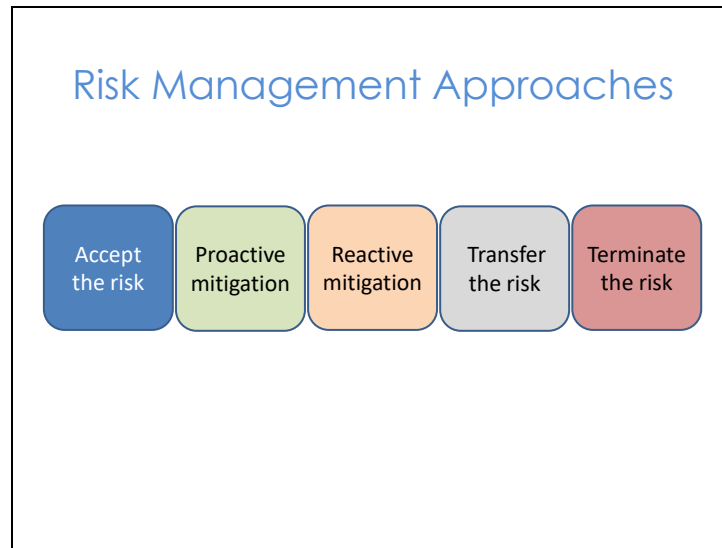 Risk Management Approaches
Accept
the risk
Proactive
mitigation
Reactive
mitigation
Transfer
the risk
Terminate
the risk